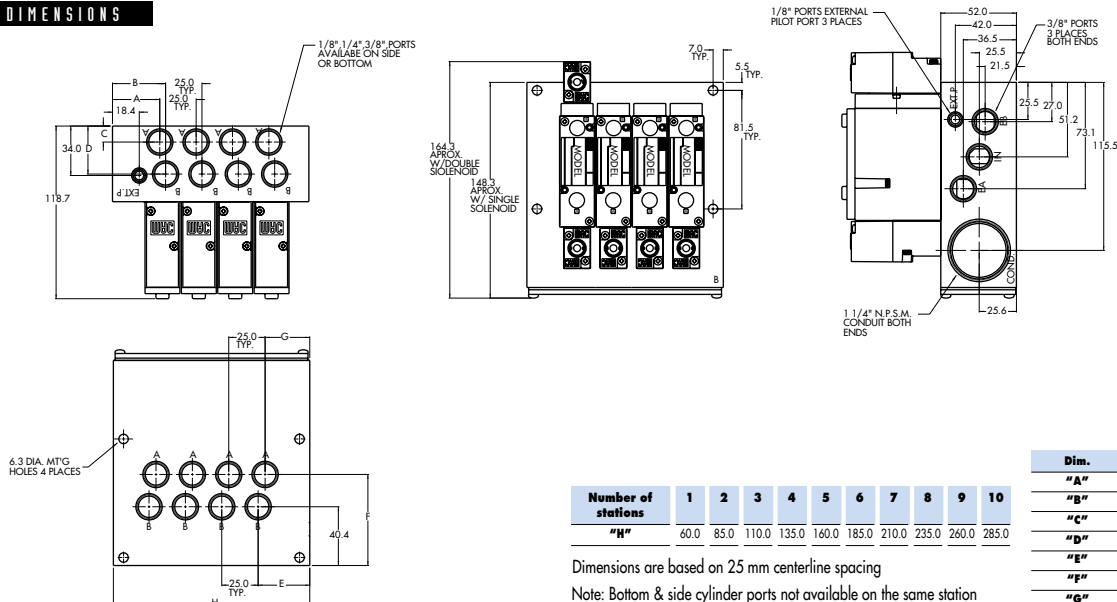 DIMENSIONS
1/8",1/4",3/8",PORTS
AVAILABE ON SIDE
OR BOTTOM
B
25.0
TYP.
A
25.0
TYP.
18.4
C
34.0
D
118.7
A
A
A
A
B
B
B
B
EXT.P
MAC
MAC
MAC
MAC
7.0
TYP.
5.5
TYP.
81.5
TYP.
164.3
APROX.
W/DOUBLE
SIOLENOID
148.3
APROX.
W/ SINGLE
SOLENOID
MODEL
MODEL
MODEL
MODEL
B
1/8" PORTS EXTERNAL
PILOT PORT 3 PLACES
52.0
42.0
36.5
25.5
21.5
3/8" PORTS
3 PLACES
BOTH ENDS
EXT.P.
EB
IN
EA
COND.
25.5
27.0
51.2
73.1
115.5
1 1/4" N.P.S.M.
CONDUIT BOTH
ENDS
25.6
25.0
TYP.
G
6.3 DIA. MT'G
HOLES 4 PLACES
A
A
A
A
B
B
B
B
F
40.4
25.0
TYP.
E
H
Number of stations 1 2 3 4 5 6 7 8 9 10
"H" 60.0 85.0 110.0 135.0 160.0 185.0 210.0 235.0 260.0 285.0
Dimensions are based on 25 mm centerline spacing
Note: Bottom & side cylinder ports not available on the same station
Dim.
"A"
"B"
"C"
"D"
"E"
"F"
"G"